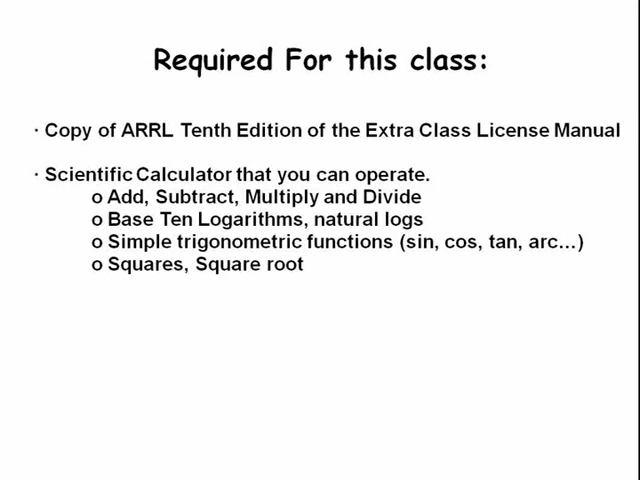 Required For this class:
· Copy of ARRL Tenth Edition of the Extra Class License Manual
· Scientific Calculator that you can operate.
o Add, Subtract, Multiply and Divide
o Base Ten Logarithms, natural logs
o Simple trigonometric functions (sin, cos, tan, arc…)
o Squares, Square root